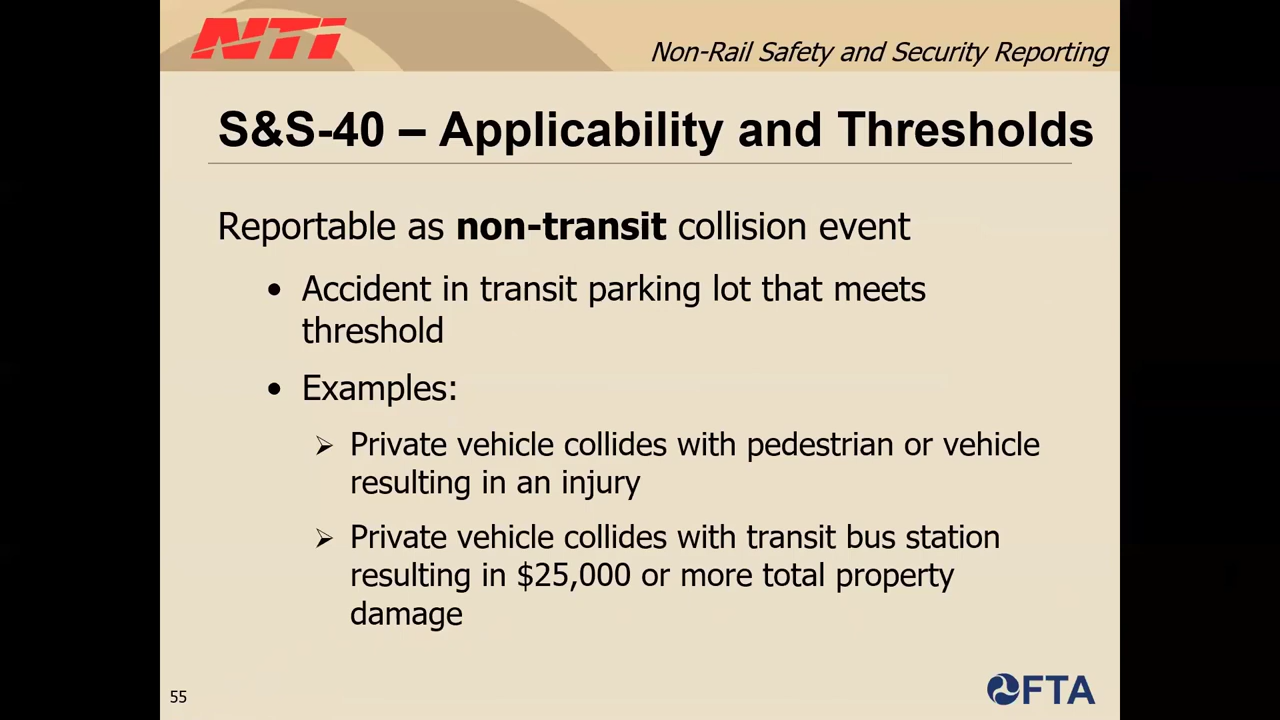 NTI
Non-Rail Safety and Security Reporting
S&S-40 – Applicability and Thresholds
Reportable as non-transit collision event
• Accident in transit parking lot that meets
threshold
• Examples:
➢ Private vehicle collides with pedestrian or vehicle
resulting in an injury
➢ Private vehicle collides with transit bus station
resulting in $25,000 or more total property
damage
55
FTA